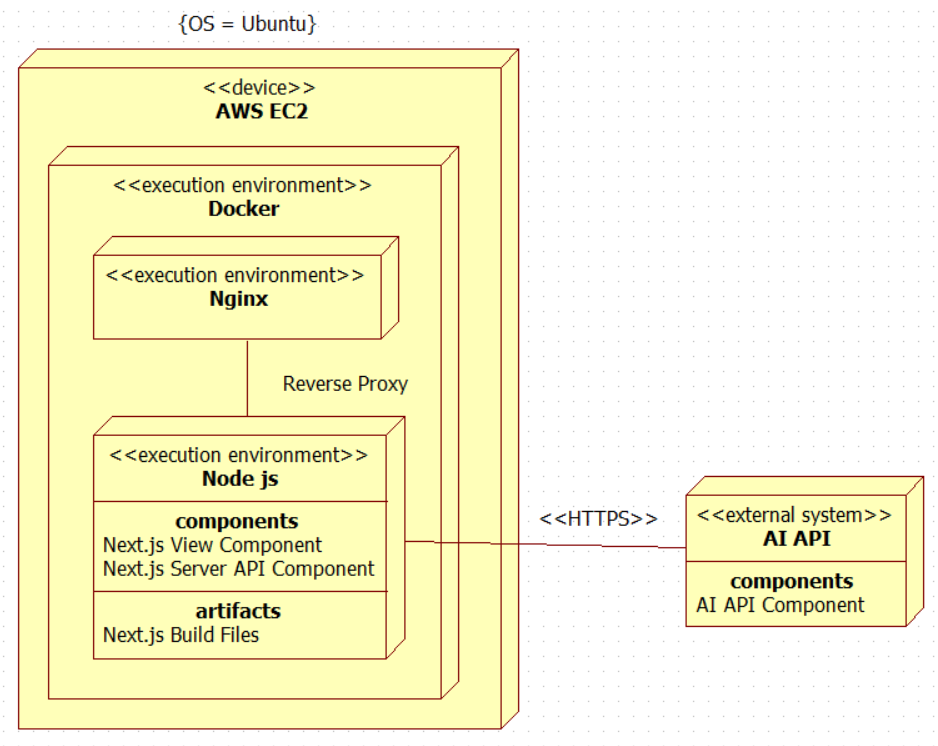 {OS = Ubuntu}
<<device>>
AWS EC2
<<execution environment>>
Docker
<<execution environment>>
Nginx
Reverse Proxy
<<execution environment>>
Node js
components
Next.js View Component
Next.js Server API Component
artifacts
Next.js Build Files
<<HTTPS>>
<<external system>>
AI API
components
AI API Component